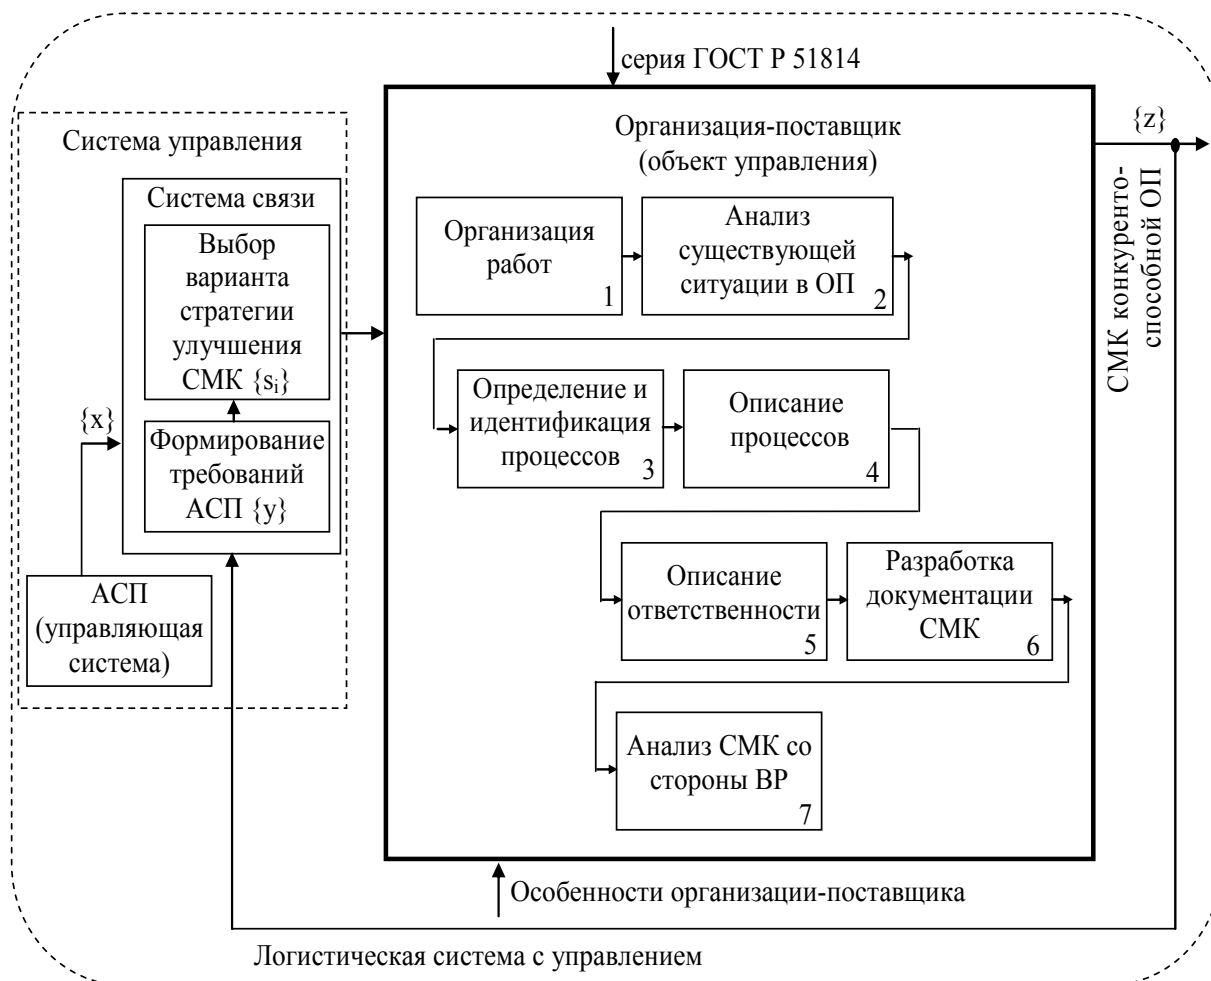 серия ГОСТ Р 51814
Система управления
Система связи
Выбор
варианта
стратегии
улучшения
СМК {sᵢ}
{x}
Формирование
требований
АСП {y}
АСП
(управляющая
система)
Организация-поставщик
(объект управления)
Организация
работ
1
Анализ
существующей
ситуации в ОП
2
Определение и
идентификация
процессов
3
Описание
процессов
4
Описание
ответственности
5
Разработка
документации
СМК
6
Анализ СМК со
стороны ВР
7
{z}
СМК конкуренто-
способной ОП
Особенности организации-поставщика
Логистическая система с управлением